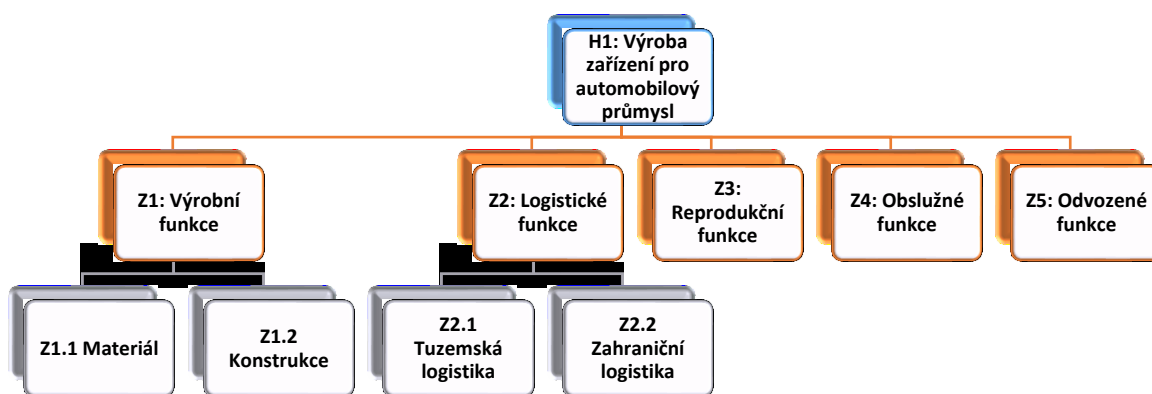 H1: Výroba
zařízení pro
automobilový
průmysl
Z1: Výrobní
funkce
Z2: Logistické
funkce
Z3:
Reprodukční
funkce
Z4: Obslužné
funkce
Z5: Odvozené
funkce
Z1.1 Materiál
Z1.2
Konstrukce
Z2.1
Tuzemská
logistika
Z2.2
Zahraniční
logistika